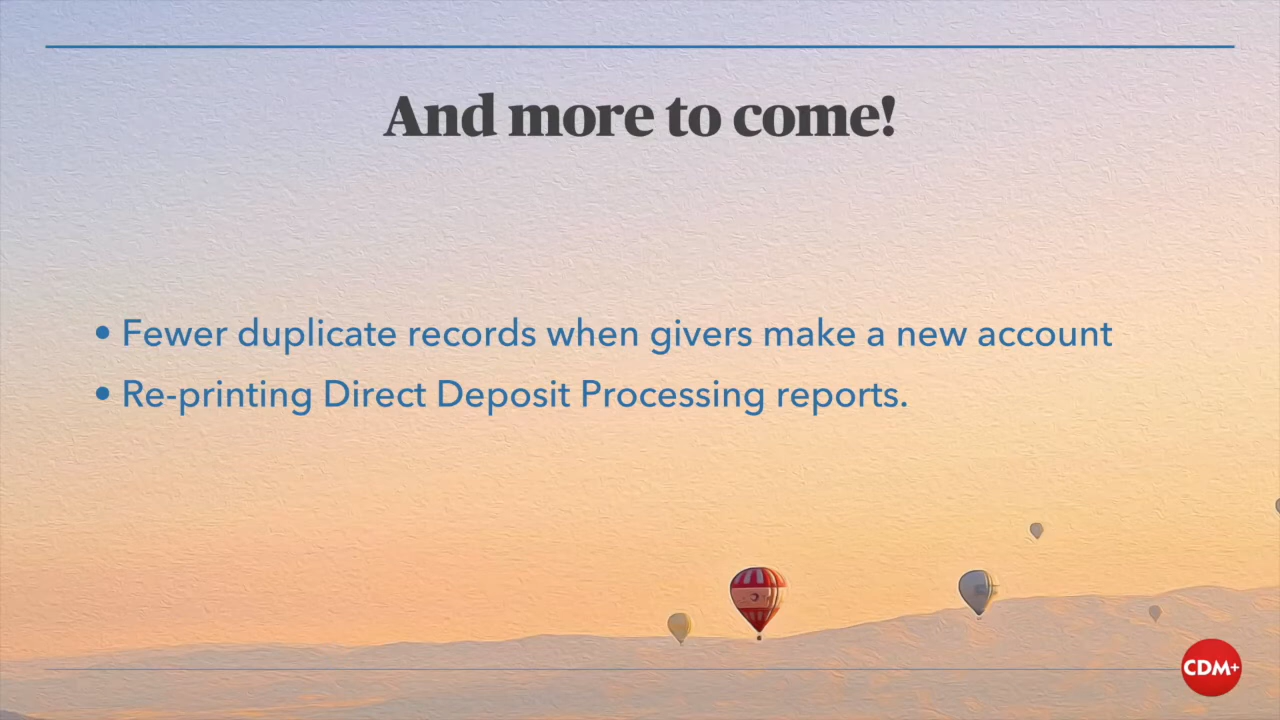 And more to come!
• Fewer duplicate records when givers make a new account
• Re-printing Direct Deposit Processing reports.
CDM+